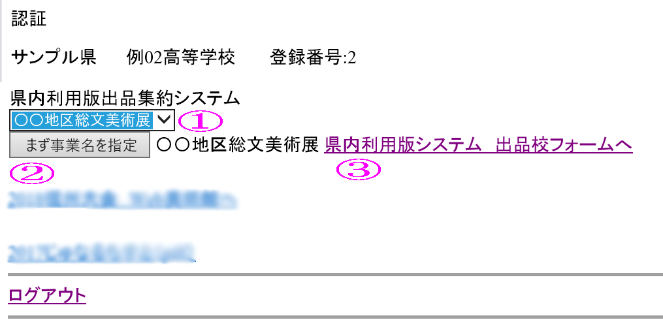 認証
サンプル県 例02高等学校 登録番号:2
県内利用版出品集約システム
〇〇地区総文美術展 ①
まず事業名を指定 〇〇地区総文美術展 県内利用版システム 出品校フォームへ
② ③
ログアウト